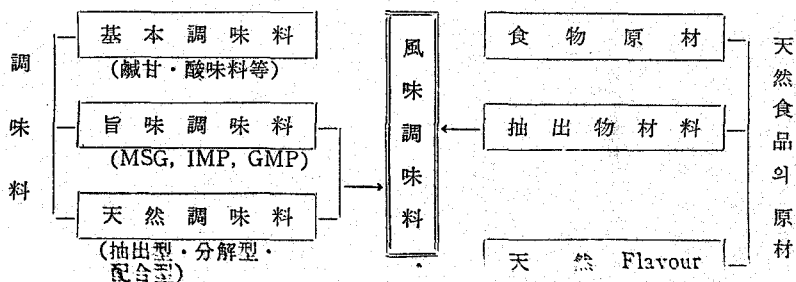 調味料
基本調味料
(鹹甘・酸味料等)
旨味調味料
(MSG, IMP, GMP)
天然調味料
(抽出型・分解型・
配合型)
風味調味料
食物原材
抽出物材料
天然 Flavour
天然食品의 原材